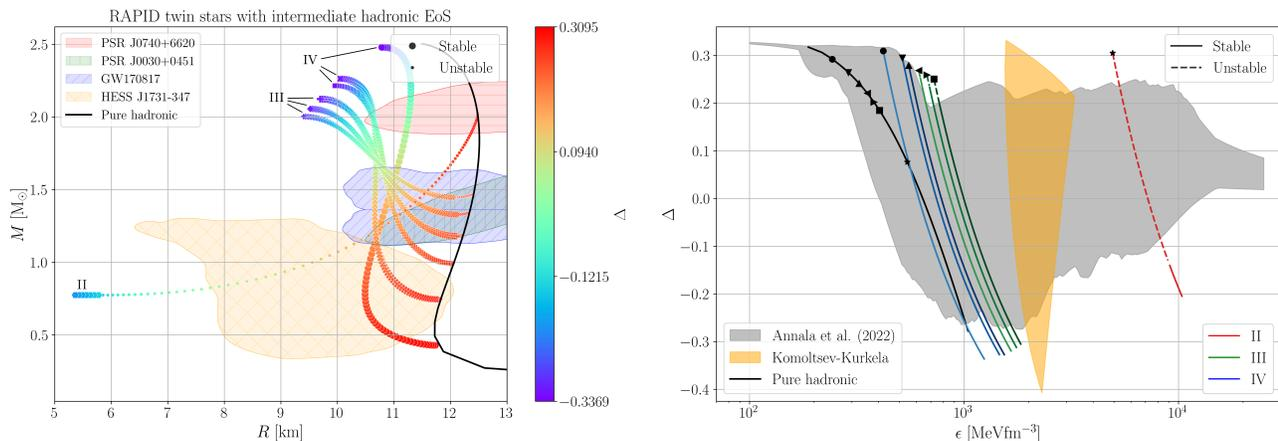 RAPID twin stars with intermediate hadronic EoS
PSR J0740+6620
PSR J0030+0451
GW170817
HESS J1731-347
Pure hadronic
Stable
Unstable
IV
III
II
2.5
2.0
1.5
1.0
0.5
M [M⊙]
5 6 7 8 9 10 11 12 13
R [km]
0.3095
0.0940
−0.1215
−0.3369
Δ
Stable
Unstable
0.3
0.2
0.1
0.0
−0.1
−0.2
−0.3
−0.4
Δ
Annala et al. (2022)
Komoltsev-Kurkela
Pure hadronic
II
III
IV
10² 10³ 10⁴
ϵ [MeVfm⁻³]